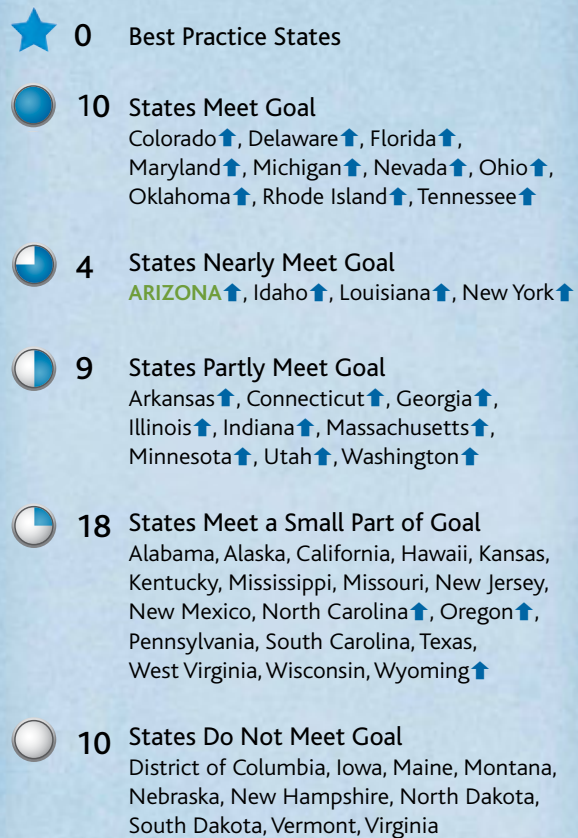 0 Best Practice States
10 States Meet Goal
Colorado⬆, Delaware⬆, Florida⬆,
Maryland⬆, Michigan⬆, Nevada⬆, Ohio⬆,
Oklahoma⬆, Rhode Island⬆, Tennessee⬆
4 States Nearly Meet Goal
ARIZONA⬆, Idaho⬆, Louisiana⬆, New York⬆
9 States Partly Meet Goal
Arkansas⬆, Connecticut⬆, Georgia⬆,
Illinois⬆, Indiana⬆, Massachusetts⬆,
Minnesota⬆, Utah⬆, Washington⬆
18 States Meet a Small Part of Goal
Alabama, Alaska, California, Hawaii, Kansas,
Kentucky, Mississippi, Missouri, New Jersey,
New Mexico, North Carolina⬆, Oregon⬆,
Pennsylvania, South Carolina, Texas,
West Virginia, Wisconsin, Wyoming⬆
10 States Do Not Meet Goal
District of Columbia, Iowa, Maine, Montana,
Nebraska, New Hampshire, North Dakota,
South Dakota, Vermont, Virginia